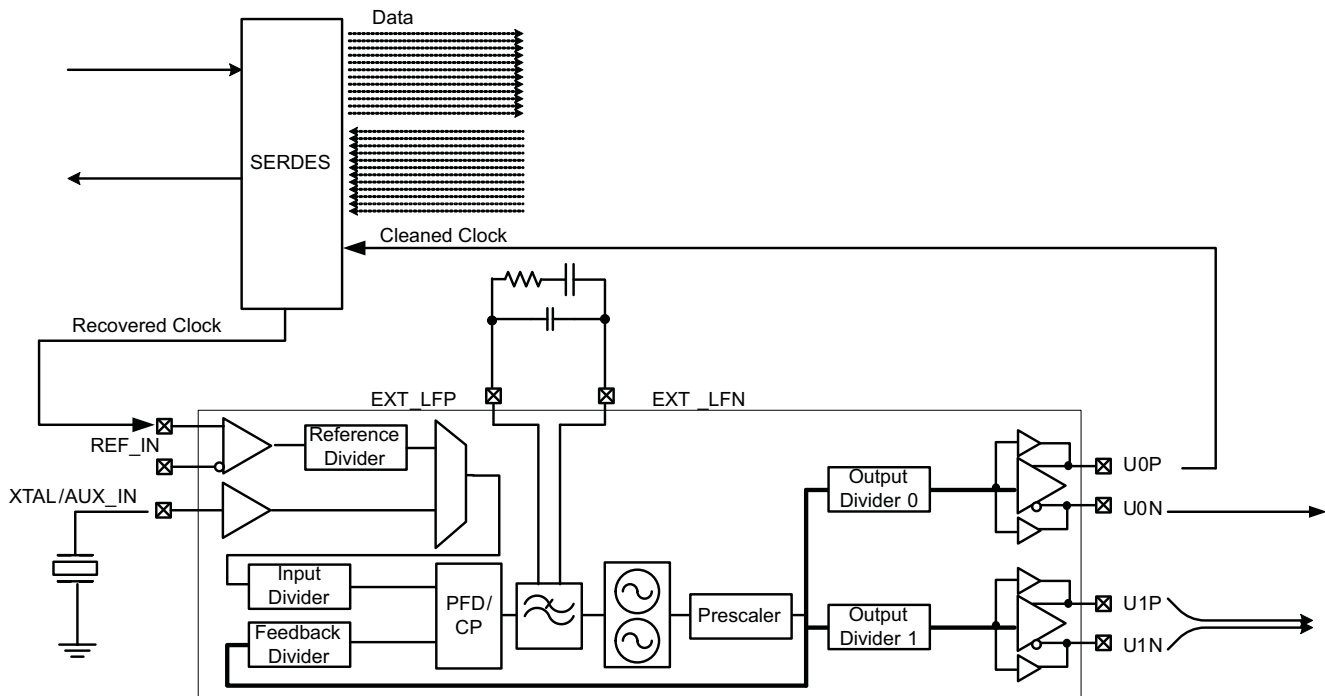 Data
SERDES
Cleaned Clock
Recovered Clock
EXT_LFP
EXT _LFN
REF_IN
Reference
Divider
XTAL/AUX_IN
Output
Divider 0
U0P
U0N
Input
Divider
PFD/
CP
Feedback
Divider
Prescaler
Output
Divider 1
U1P
U1N